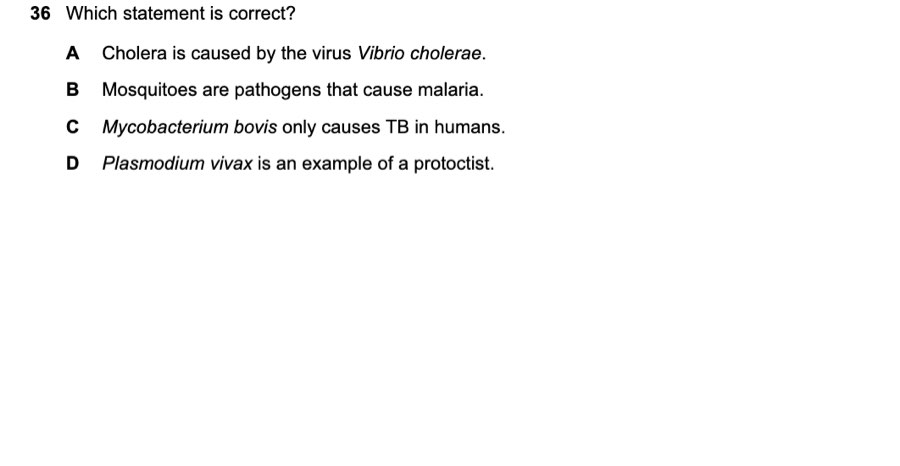 36 Which statement is correct?
A Cholera is caused by the virus Vibrio cholerae.
B Mosquitoes are pathogens that cause malaria.
C Mycobacterium bovis only causes TB in humans.
D Plasmodium vivax is an example of a protoctist.